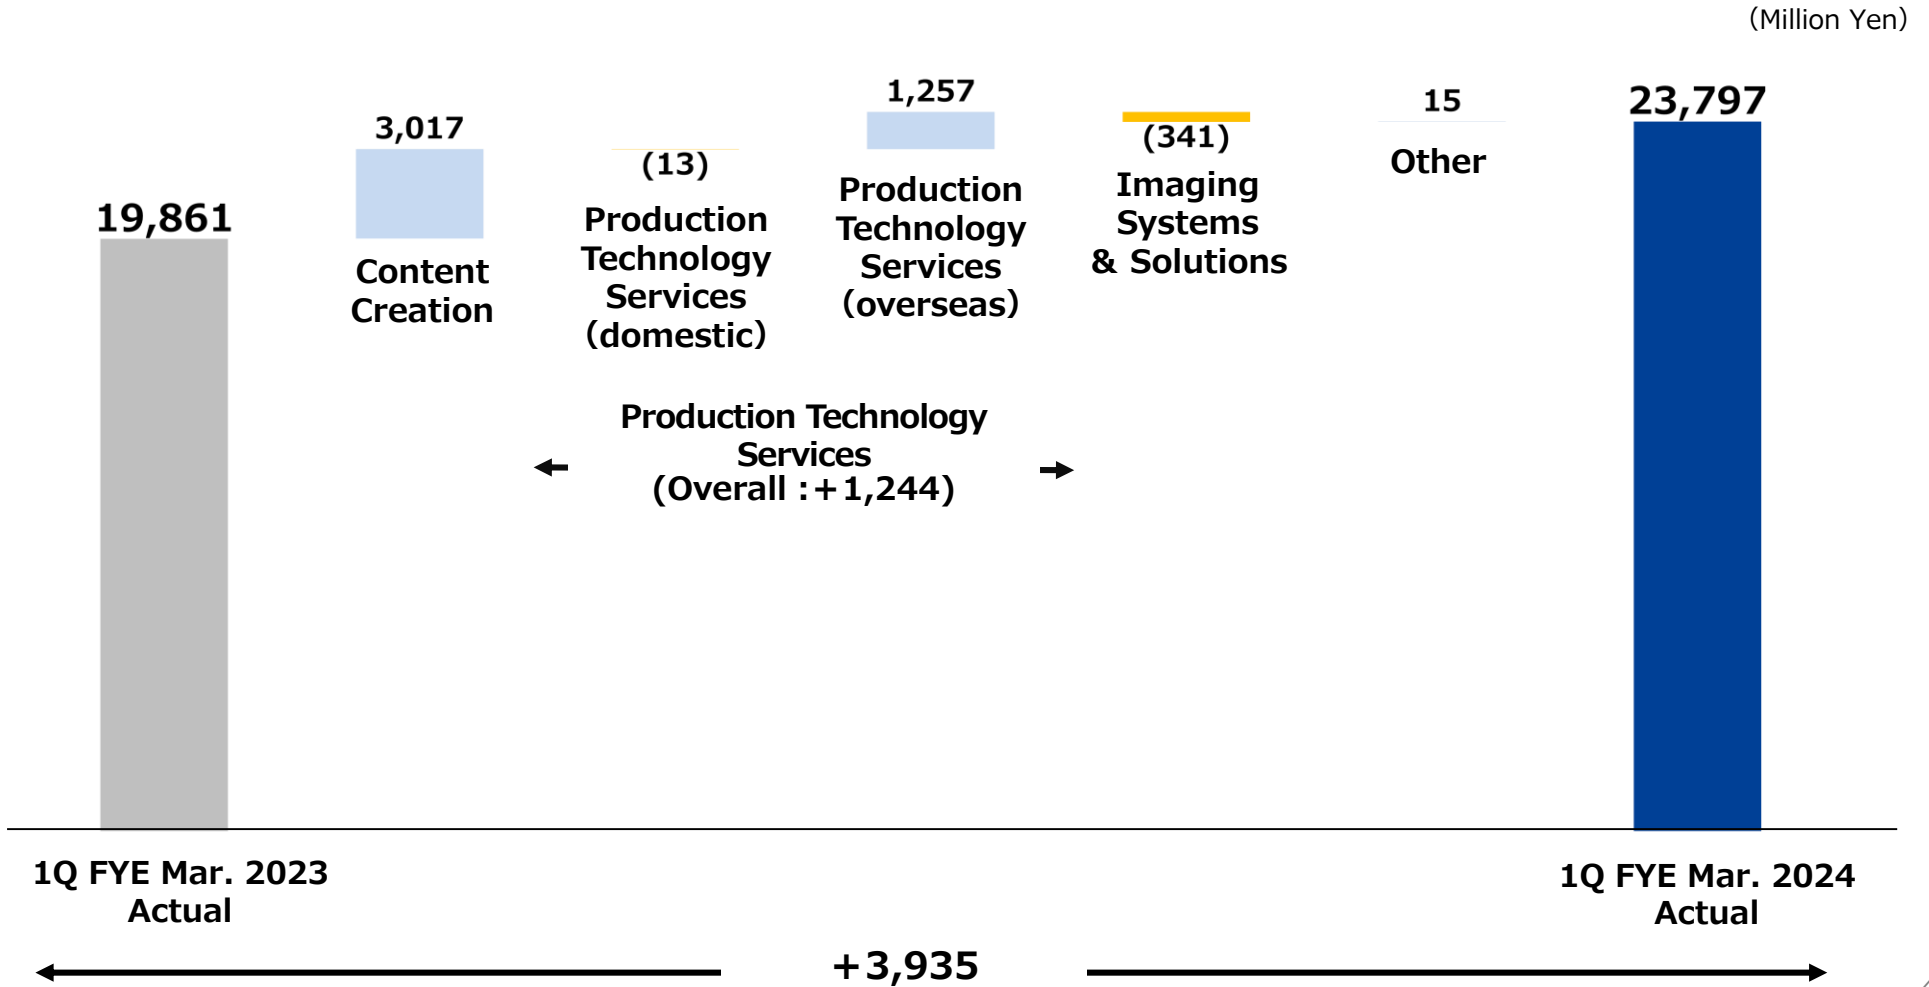 (Million Yen)
19,861
3,017
Content
Creation
(13)
Production
Technology
Services
(domestic)
1,257
Production
Technology
Services
(overseas)
(341)
Imaging
Systems
& Solutions
15
Other
23,797
Production Technology
Services
(Overall :+1,244)
1Q FYE Mar. 2023
Actual
1Q FYE Mar. 2024
Actual
+3,935